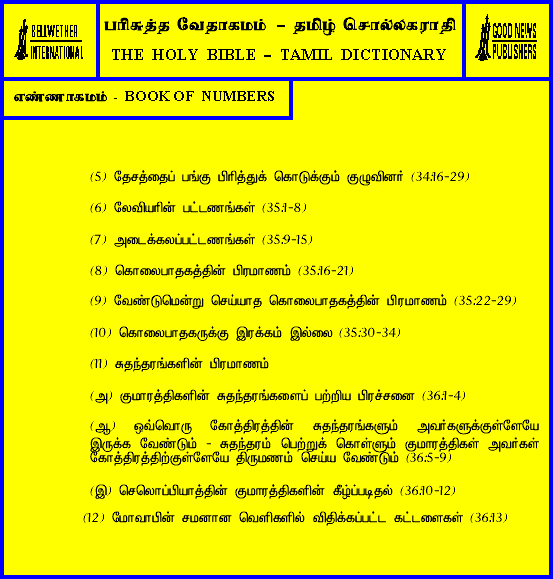 BELLWETHER
INTERNATIONAL
பரிசுத்த வேதாகமம் – தமிழ் சொல்லகராதி
THE HOLY BIBLE – TAMIL DICTIONARY
GOOD NEWS
PUBLISHERS
எண்ணாகமம் - BOOK OF NUMBERS
(5) தேசத்தைப் பங்கு பிரித்துக் கொடுக்கும் குழுவினர் (34:16-29)
(6) லேவியரின் பட்டணங்கள் (35:1-8)
(7) அடைக்கலப்பட்டணங்கள் (35:9-15)
(8) கொலைபாதகத்தின் பிரமாணம் (35:16-21)
(9) வேண்டுமென்று செய்யாத கொலைபாதகத்தின் பிரமாணம் (35:22-29)
(10) கொலைபாதகருக்கு இரக்கம் இல்லை (35:30-34)
(11) சுதந்தரங்களின் பிரமாணம்
(அ) குமாரத்திகளின் சுதந்தரங்களைப் பற்றிய பிரச்சனை (36:1-4)
(ஆ) ஒவ்வொரு கோத்திரத்தின் சுதந்தரங்களும் அவர்களுக்குள்ளேயே
இருக்க வேண்டும் - சுதந்தரம் பெற்றுக் கொள்ளும் குமாரத்திகள் அவர்கள்
கோத்திரத்திற்குள்ளேயே திருமணம் செய்ய வேண்டும் (36:5-9)
(இ) செலொப்பியாத்தின் குமாரத்திகளின் கீழ்ப்படிதல் (36:10-12)
(12) மோவாபின் சமனான வெளிகளில் விதிக்கப்பட்ட கட்டளைகள் (36:13)